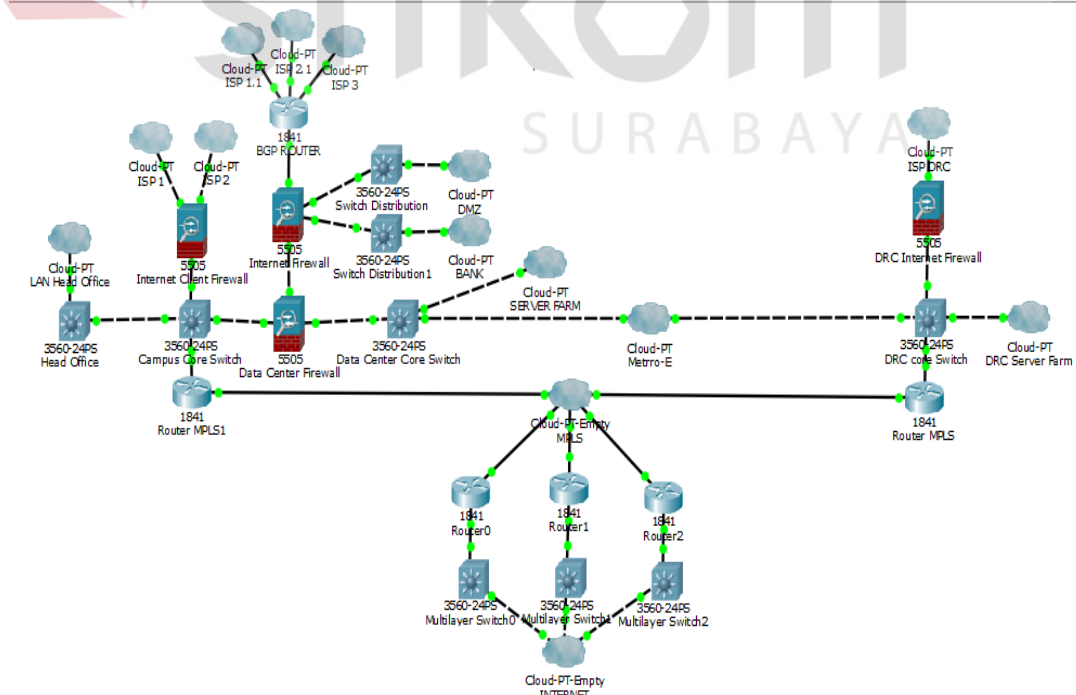 SURABAYA
Cloud-PT
ISP 1.1
Cloud-PT
ISP 2.1
Cloud-PT
ISP 3
1841
BGP ROUTER
Cloud-PT
ISP 1
Cloud-PT
ISP 2
3560-24PS
Switch Distribution
Cloud-PT
DMZ
Cloud-PT
ISP DRC
5505
Internet Client Firewall
5505
Internet Firewall
3560-24PS
Switch Distribution1
Cloud-PT
BANK
5505
DRC Internet Firewall
Cloud-PT
LAN Head Office
Cloud-PT
SERVER FARM
3560-24PS
Head Office
3560-24PS
Campus Core Switch
5505
Data Center Firewall
3560-24PS
Data Center Core Switch
Cloud-PT
Metrro-E
3560-24PS
DRC core Switch
Cloud-PT
DRC Server Farm
1841
Router MPLS1
Cloud-PT-Empty
MPLS
1841
Router MPLS
1841
Router0
1841
Router1
1841
Router2
3560-24PS
Multilayer Switch0
3560-24PS
Multilayer Switch1
3560-24PS
Multilayer Switch2
Cloud-PT-Empty
INTERNET